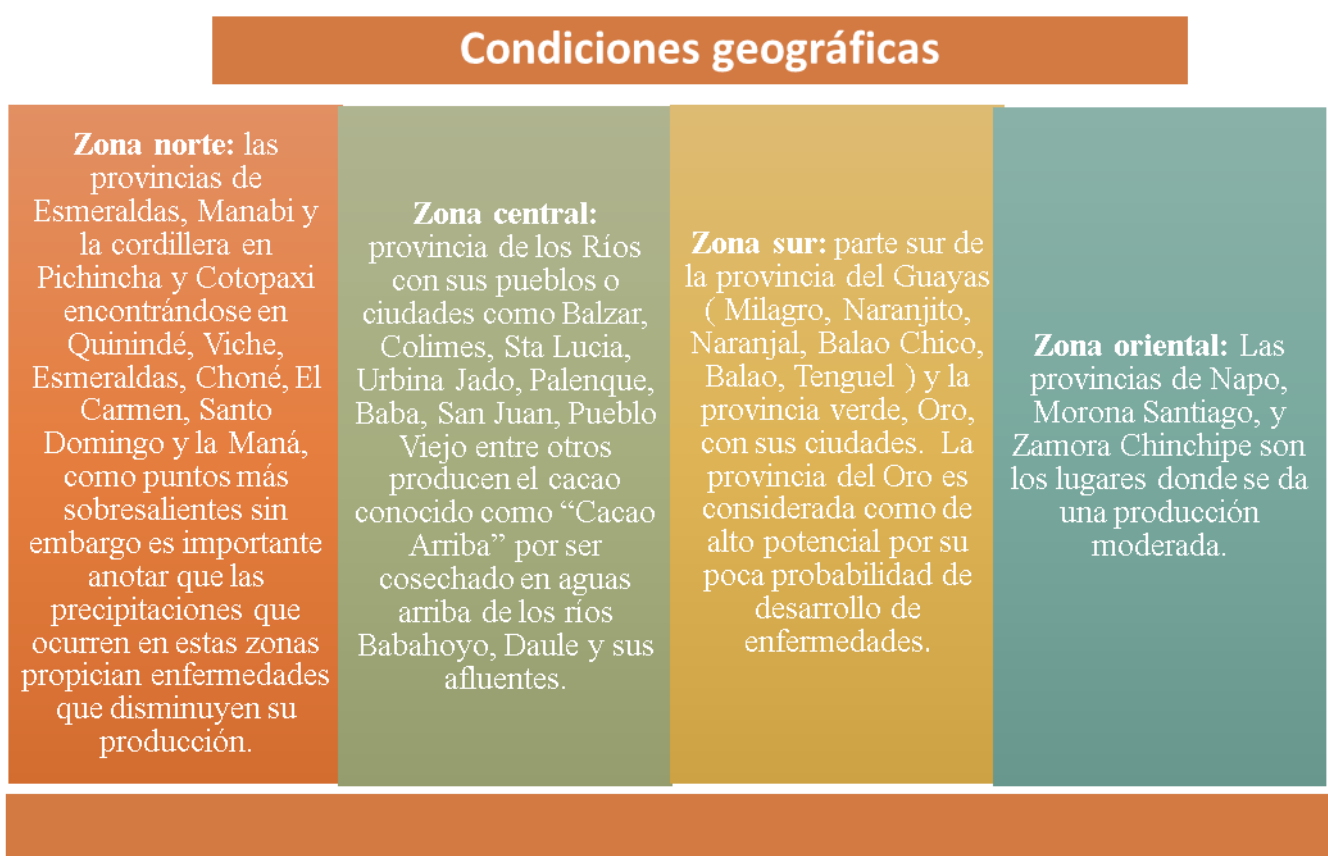 Condiciones geográficas
Zona norte: las
provincias de
Esmeraldas, Manabi y
la cordillera en
Pichincha y Cotopaxi
encontrándose en
Quinindé, Viche,
Esmeraldas, Choné, El
Carmen, Santo
Domingo y la Maná,
como puntos más
sobresalientes sin
embargo es importante
anotar que las
precipitaciones que
ocurren en estas zonas
propician enfermedades
que disminuyen su
producción.
Zona central:
provincia de los Ríos
con sus pueblos o
ciudades como Balzar,
Colimes, Sta Lucia,
Urbina Jado, Palenque,
Baba, San Juan, Pueblo
Viejo entre otros
producen el cacao
conocido como “Cacao
Arriba” por ser
cosechado en aguas
arriba de los ríos
Babahoyo, Daule y sus
afluentes.
Zona sur: parte sur de
la provincia del Guayas
( Milagro, Naranjito,
Naranjal, Balao Chico,
Balao, Tenguel ) y la
provincia verde, Oro,
con sus ciudades. La
provincia del Oro es
considerada como de
alto potencial por su
poca probabilidad de
desarrollo de
enfermedades.
Zona oriental: Las
provincias de Napo,
Morona Santiago, y
Zamora Chinchipe son
los lugares donde se da
una producción
moderada.